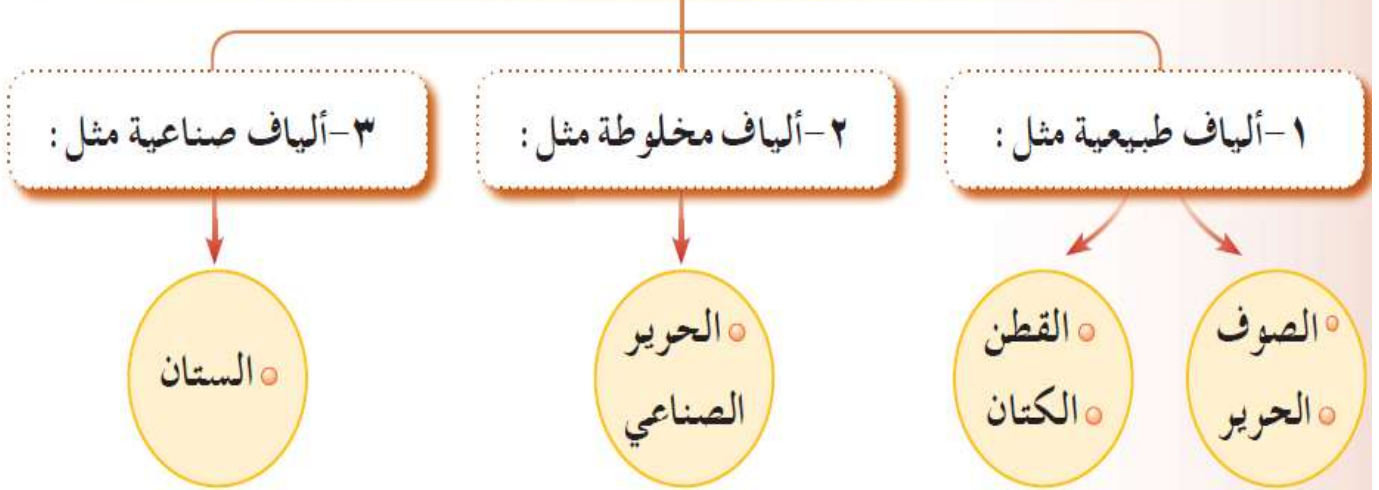 ١-ألياف طبيعية مثل :
٢-ألياف مخلوطة مثل :
٣-ألياف صناعية مثل :
الصوف
الحرير
القطن
الكتان
الحرير
الصناعي
الستان